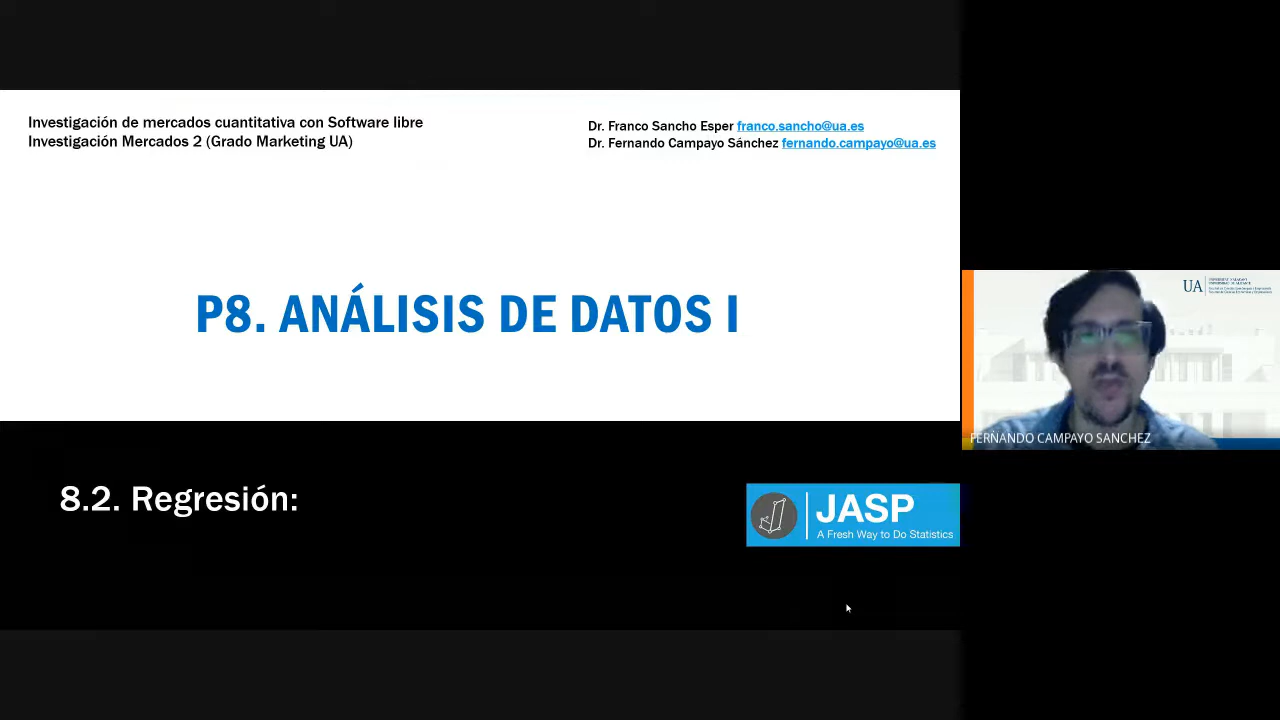 Investigación de mercados cuantitativa con Software libre
Investigación Mercados 2 (Grado Marketing UA)
Dr. Franco Sancho Esper franco.sancho@ua.es
Dr. Fernando Campayo Sánchez fernando.campayo@ua.es
P8. ANÁLISIS DE DATOS I
8.2. Regresión:
JASP
A Fresh Way to Do Statistics
UA
FERNANDO CAMPAYO SANCHEZ